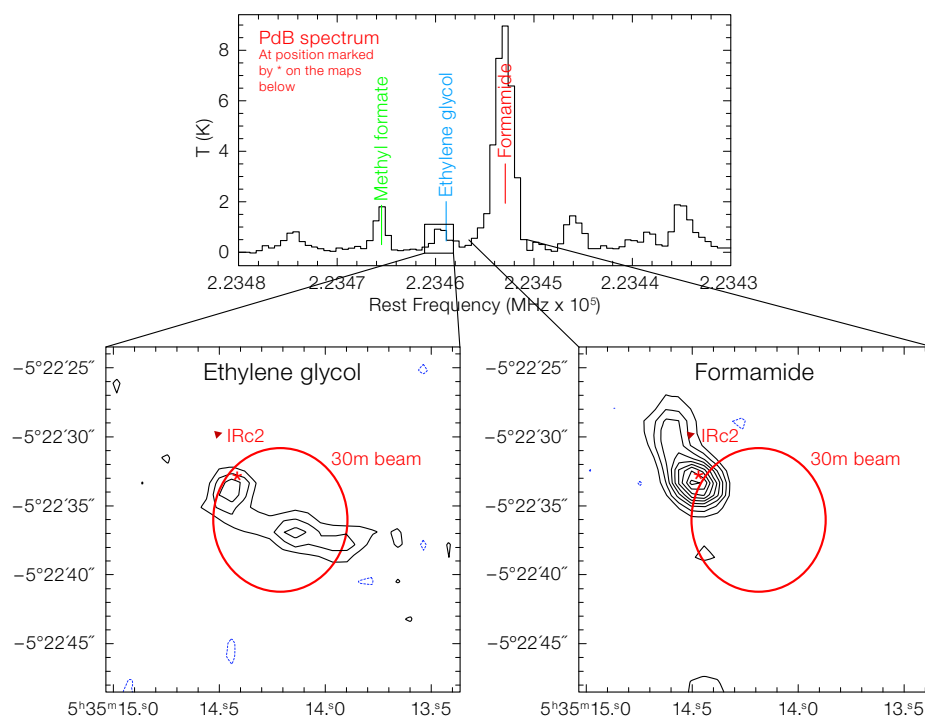 PdB spectrum
At position marked
by * on the maps
below
8
6
4
2
0
T (K)
Methyl formate
Ethylene glycol
Formamide
2.2348
2.2347
2.2346
2.2345
2.2344
2.2343
Rest Frequency (MHz x 10⁵)
Ethylene glycol
−5°22′25″
−5°22′30″
−5°22′35″
−5°22′40″
−5°22′45″
IRc2
30m beam
5ʰ35ᵐ15.ˢ0
14.ˢ5
14.ˢ0
13.ˢ5
Formamide
−5°22′25″
−5°22′30″
−5°22′35″
−5°22′40″
−5°22′45″
IRc2
30m beam
5ʰ35ᵐ15.ˢ0
14.ˢ5
14.ˢ0
13.ˢ5